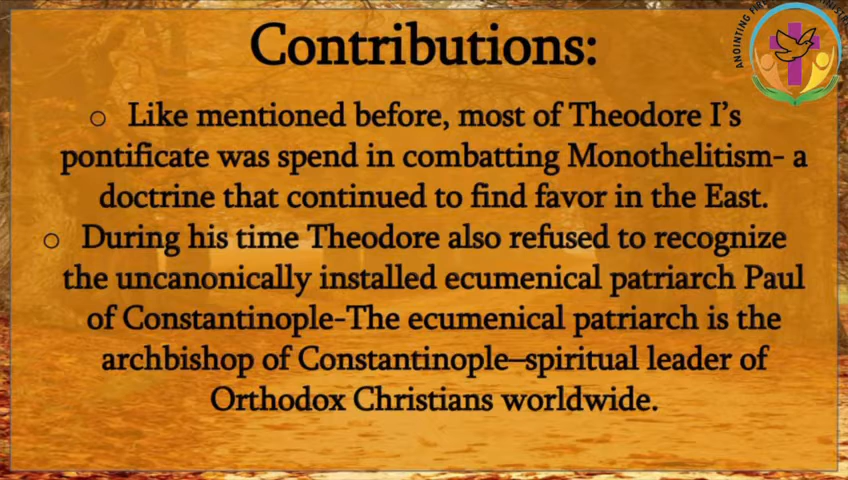 Contributions:
ANOINTING FIR
o Like mentioned before, most of Theodore I's
pontificate was spend in combatting Monothelitism- a
doctrine that continued to find favor in the East.
o During his time Theodore also refused to recognize
the uncanonically installed ecumenical patriarch Paul
of Constantinople-The ecumenical patriarch is the
archbishop of Constantinople–spiritual leader of
Orthodox Christians worldwide.